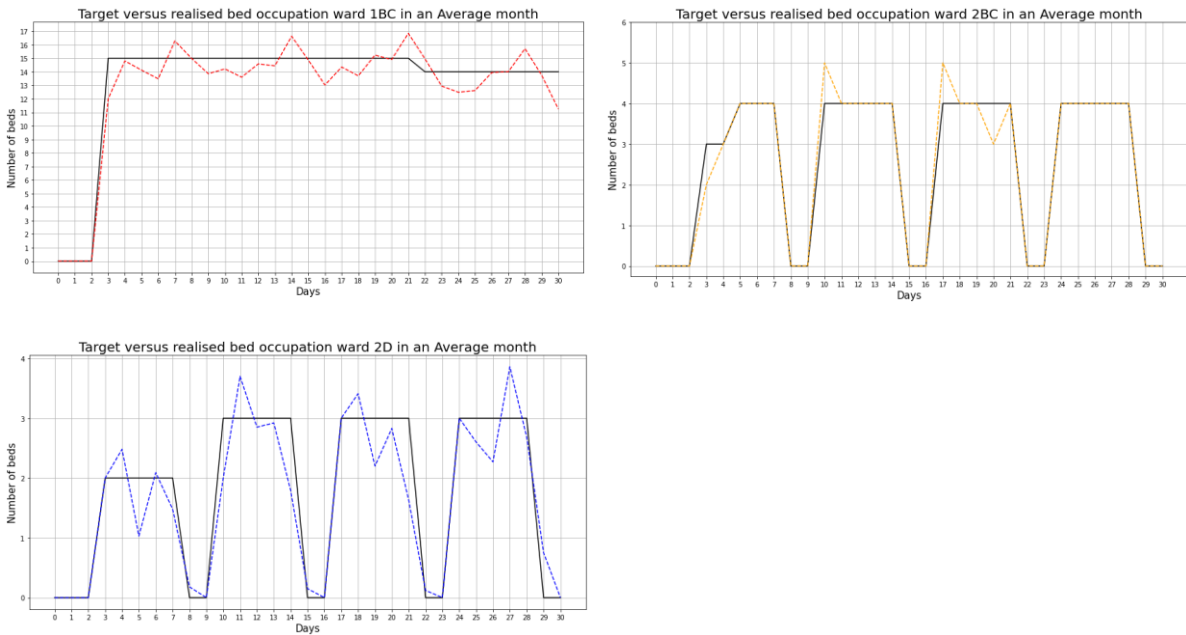 Target versus realised bed occupation ward 1BC in an Average month
Number of beds
17
16
15
14
13
12
11
10
9
8
7
6
5
4
3
2
1
0
0 1 2 3 4 5 6 7 8 9 10 11 12 13 14 15 16 17 18 19 20 21 22 23 24 25 26 27 28 29 30
Days
Target versus realised bed occupation ward 2BC in an Average month
Number of beds
6
5
4
3
2
1
0
0 1 2 3 4 5 6 7 8 9 10 11 12 13 14 15 16 17 18 19 20 21 22 23 24 25 26 27 28 29 30
Days
Target versus realised bed occupation ward 2D in an Average month
Number of beds
4
3
2
1
0
0 1 2 3 4 5 6 7 8 9 10 11 12 13 14 15 16 17 18 19 20 21 22 23 24 25 26 27 28 29 30
Days